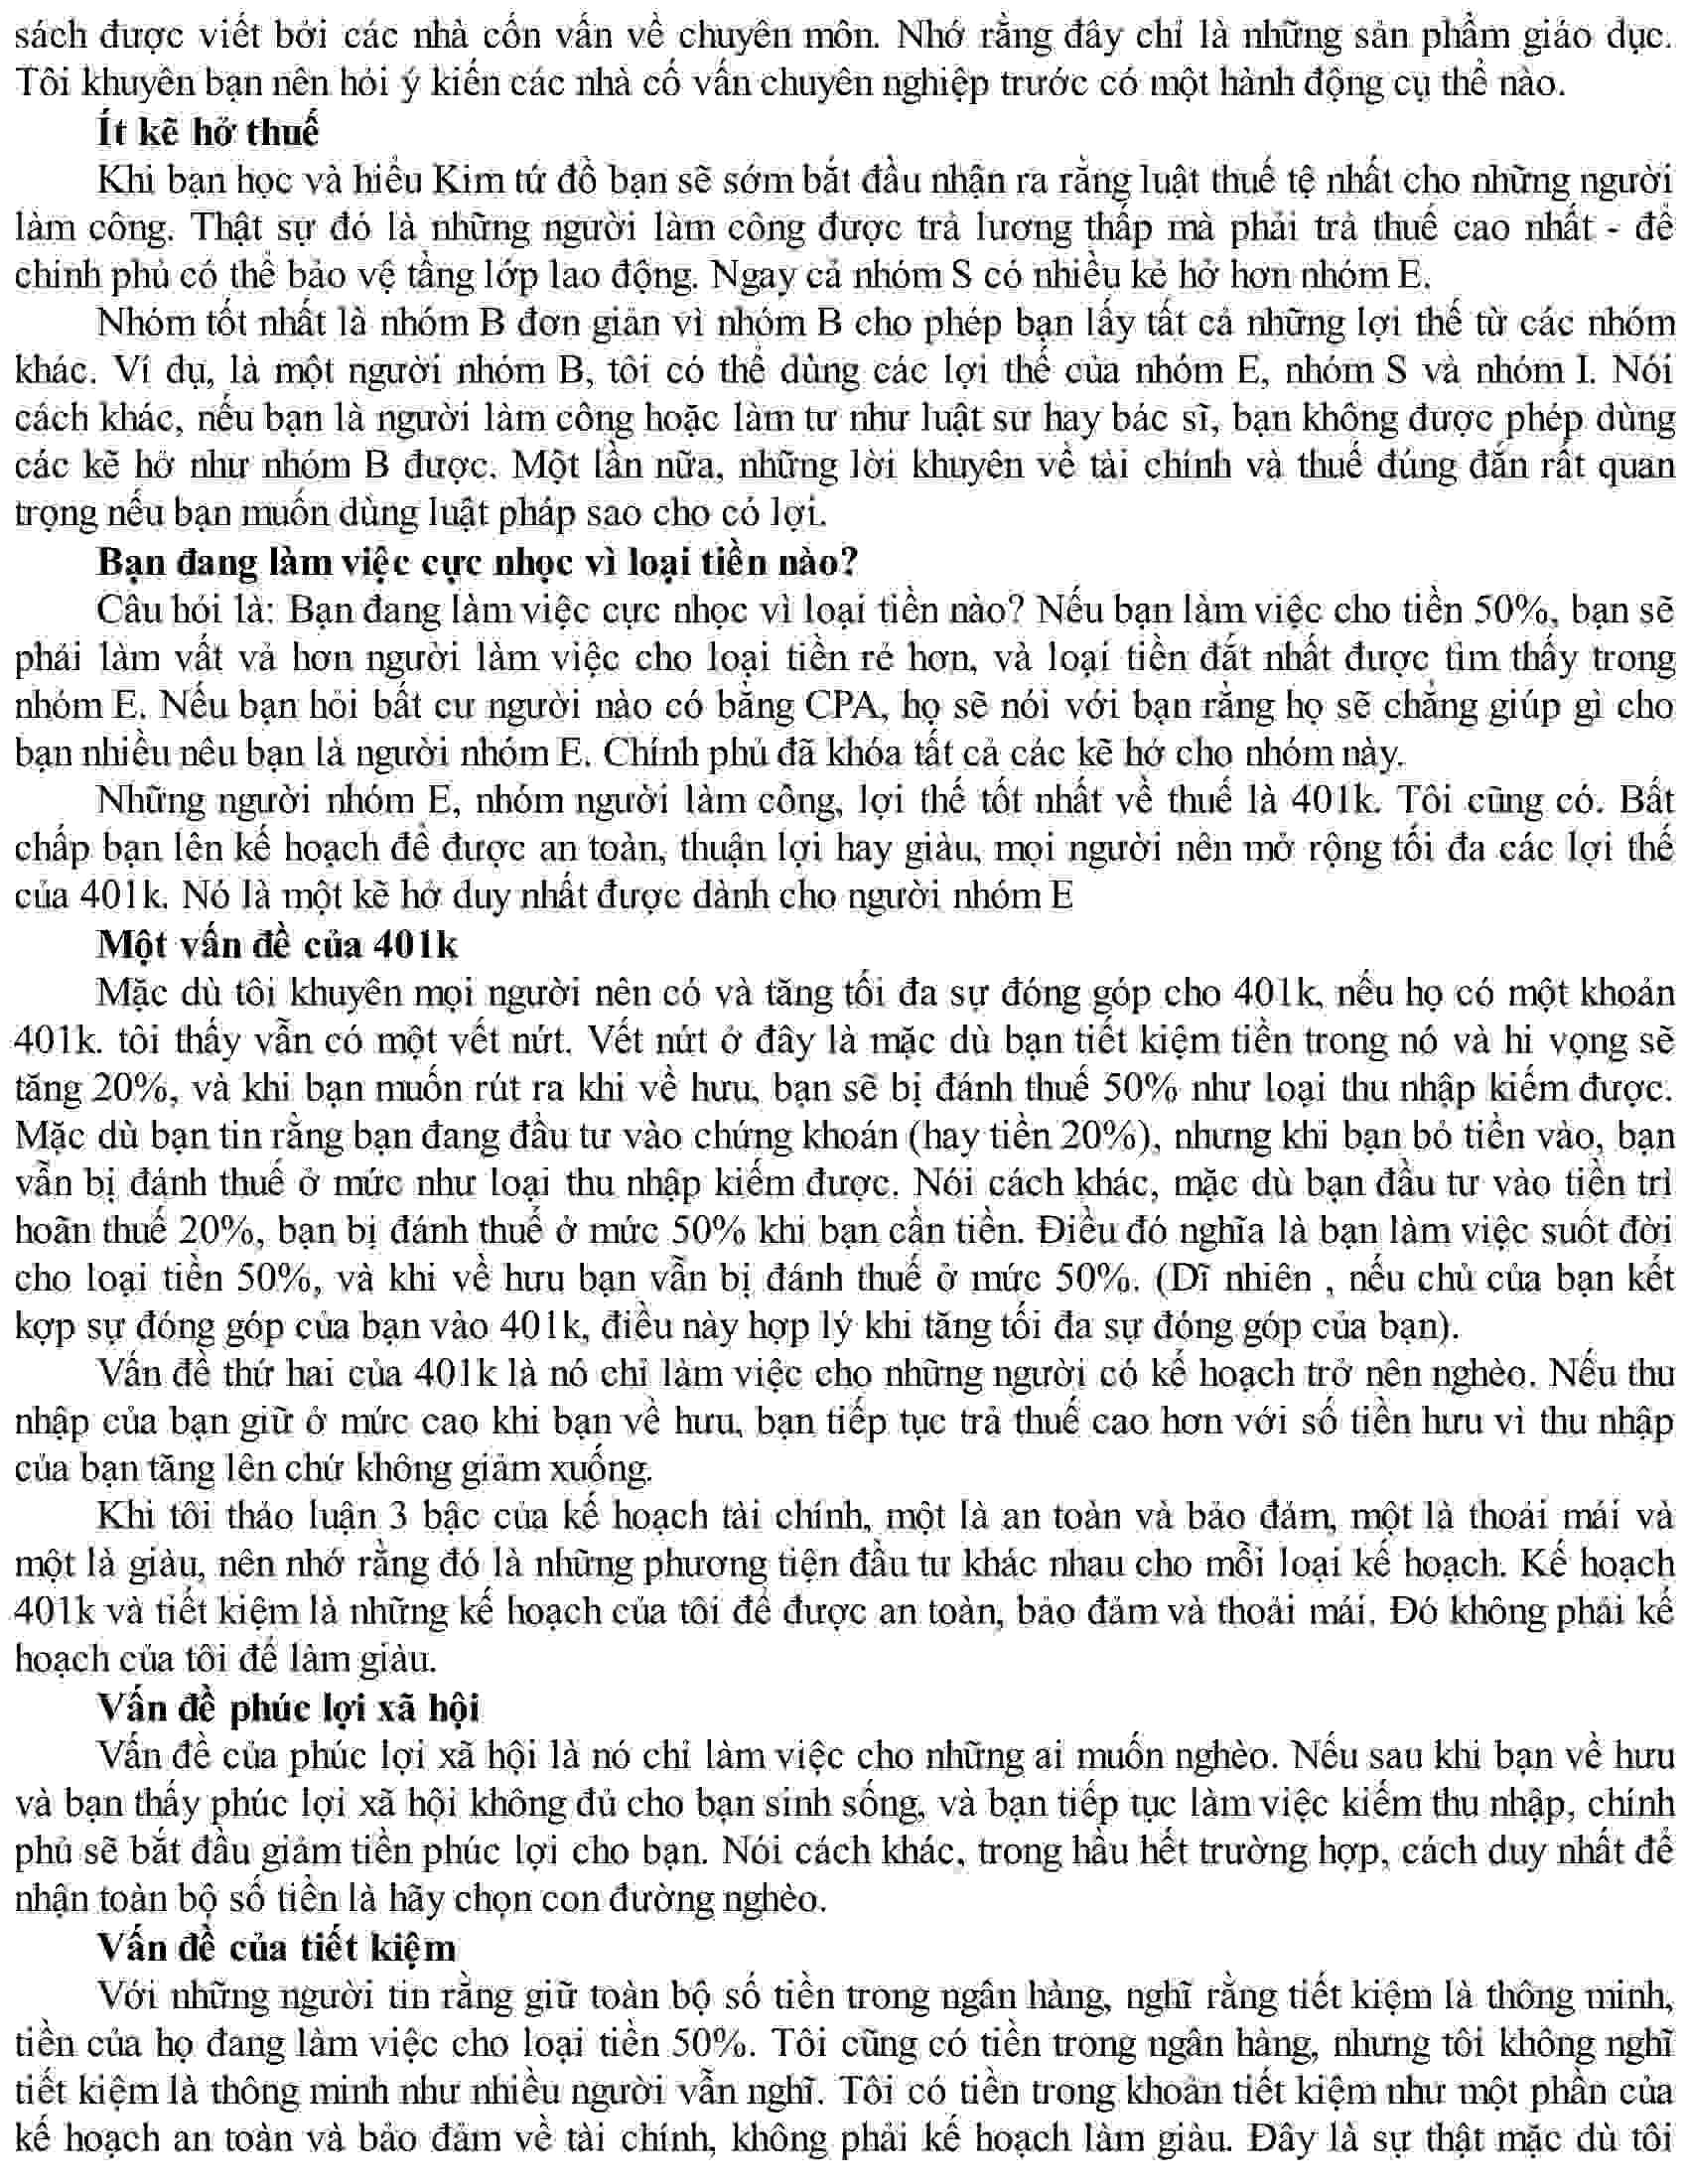 sách được viết bởi các nhà cốn vấn về chuyên môn. Nhớ rằng đây chỉ là những sản phẩm giáo dục.
Tôi khuyên bạn nên hỏi ý kiến các nhà cố vấn chuyên nghiệp trước có một hành động cụ thể nào.
Ít kẽ hở thuế
Khi bạn học và hiểu Kim tứ đồ bạn sẽ sớm bắt đầu nhận ra rằng luật thuế tệ nhất cho những người
làm công. Thật sự đó là những người làm công được trả lương thấp mà phải trả thuế cao nhất - để
chính phủ có thể bảo vệ tầng lớp lao động. Ngay cả nhóm S có nhiều kẻ hở hơn nhóm E.
Nhóm tốt nhất là nhóm B đơn giản vì nhóm B cho phép bạn lấy tất cả những lợi thế từ các nhóm
khác. Ví dụ, là một người nhóm B, tôi có thể dùng các lợi thế của nhóm E, nhóm S và nhóm I. Nói
cách khác, nếu bạn là người làm công hoặc làm tư như luật sư hay bác sĩ, bạn không được phép dùng
các kẽ hở như nhóm B được. Một lần nữa, những lời khuyên về tài chính và thuế đúng đắn rất quan
trọng nếu bạn muốn dùng luật pháp sao cho có lợi.
Bạn đang làm việc cực nhọc vì loại tiền nào?
Câu hỏi là: Bạn đang làm việc cực nhọc vì loại tiền nào? Nếu bạn làm việc cho tiền 50%, bạn sẽ
phải làm vất vả hơn người làm việc cho loại tiền rẻ hơn, và loại tiền đắt nhất được tìm thấy trong
nhóm E. Nếu bạn hỏi bất cư người nào có bằng CPA, họ sẽ nói với bạn rằng họ sẽ chẳng giúp gì cho
bạn nhiều nêu bạn là người nhóm E. Chính phủ đã khóa tất cả các kẽ hở cho nhóm này.
Những người nhóm E, nhóm người làm công, lợi thế tốt nhất về thuế là 401k. Tôi cũng có. Bất
chấp bạn lên kế hoạch để được an toàn, thuận lợi hay giàu, mọi người nên mở rộng tối đa các lợi thế
của 401k. Nó là một kẽ hở duy nhất được dành cho người nhóm E
Một vấn đề của 401k
Mặc dù tôi khuyên mọi người nên có và tăng tối đa sự đóng góp cho 401k, nếu họ có một khoản
401k. tôi thấy vẫn có một vết nứt. Vết nứt ở đây là mặc dù bạn tiết kiệm tiền trong nó và hi vọng sẽ
tăng 20%, và khi bạn muốn rút ra khi về hưu, bạn sẽ bị đánh thuế 50% như loại thu nhập kiếm được.
Mặc dù bạn tin rằng bạn đang đầu tư vào chứng khoán (hay tiền 20%), nhưng khi bạn bỏ tiền vào, bạn
vẫn bị đánh thuế ở mức như loại thu nhập kiếm được. Nói cách khác, mặc dù bạn đầu tư vào tiền trì
hoãn thuế 20%, bạn bị đánh thuế ở mức 50% khi bạn cần tiền. Điều đó nghĩa là bạn làm việc suốt đời
cho loại tiền 50%, và khi về hưu bạn vẫn bị đánh thuế ở mức 50%. (Dĩ nhiên , nếu chủ của bạn kết
kợp sự đóng góp của bạn vào 401k, điều này hợp lý khi tăng tối đa sự đóng góp của bạn).
Vấn đề thứ hai của 401k là nó chỉ làm việc cho những người có kế hoạch trở nên nghèo. Nếu thu
nhập của bạn giữ ở mức cao khi bạn về hưu, bạn tiếp tục trả thuế cao hơn với số tiền hưu vì thu nhập
của bạn tăng lên chứ không giảm xuống.
Khi tôi thảo luận 3 bậc của kế hoạch tài chính, một là an toàn và bảo đảm, một là thoải mái và
một là giàu, nên nhớ rằng đó là những phương tiện đầu tư khác nhau cho mỗi loại kế hoạch. Kế hoạch
401k và tiết kiệm là những kế hoạch của tôi để được an toàn, bảo đảm và thoải mái. Đó không phải kế
hoạch của tôi để làm giàu.
Vấn đề phúc lợi xã hội
Vấn đề của phúc lợi xã hội là nó chỉ làm việc cho những ai muốn nghèo. Nếu sau khi bạn về hưu
và bạn thấy phúc lợi xã hội không đủ cho bạn sinh sống, và bạn tiếp tục làm việc kiếm thu nhập, chính
phủ sẽ bắt đầu giảm tiền phúc lợi cho bạn. Nói cách khác, trong hầu hết trường hợp, cách duy nhất để
nhận toàn bộ số tiền là hãy chọn con đường nghèo.
Vấn đề của tiết kiệm
Với những người tin rằng giữ toàn bộ số tiền trong ngân hàng, nghĩ rằng tiết kiệm là thông minh,
tiền của họ đang làm việc cho loại tiền 50%. Tôi cũng có tiền trong ngân hàng, nhưng tôi không nghĩ
tiết kiệm là thông minh như nhiều người vẫn nghĩ. Tôi có tiền trong khoản tiết kiệm như một phần của
kế hoạch an toàn và bảo đảm về tài chính, không phải kế hoạch làm giàu. Đây là sự thật mặc dù tôi